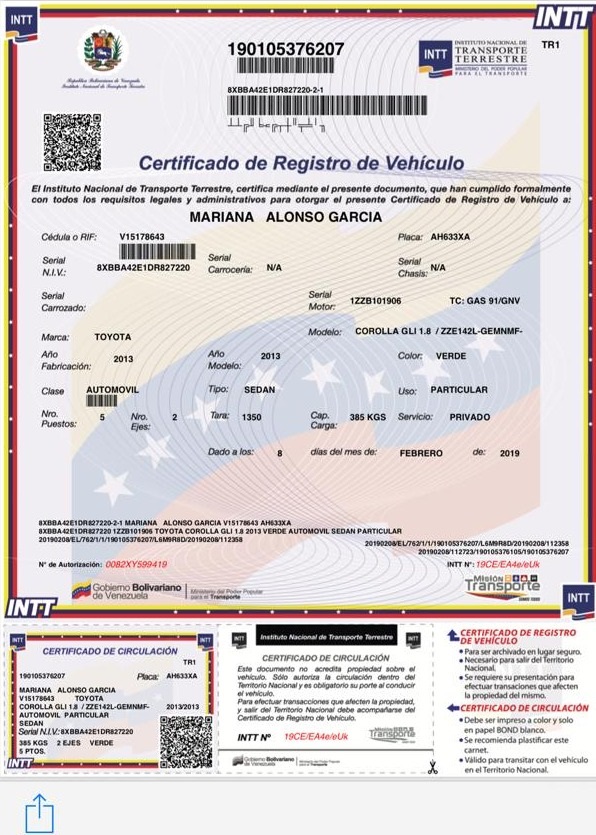 INTT
INTT
República Bolivariana de Venezuela
Instituto Nacional de Transporte Terrestre
190105376207
8XBBA42E1DR827220-2-1
INTT
INSTITUTO NACIONAL DE
TRANSPORTE
TERRESTRE
MINISTERIO DEL PODER POPULAR
PARA EL TRANSPORTE
TR1
Certificado de Registro de Vehículo
El Instituto Nacional de Transporte Terrestre, certifica mediante el presente documento, que han cumplido formalmente
con todos los requisitos legales y administrativos para otorgar el presente Certificado de Registro de Vehículo a:
MARIANA ALONSO GARCIA
Cédula o RIF: V15178643 Placa: AH633XA
Serial N.I.V.: 8XBBA42E1DR827220 Serial Carrocería: N/A Serial Chasis: N/A
Serial Carrozado: Serial Motor: 1ZZB101906 TC: GAS 91/GNV
Marca: TOYOTA Modelo: COROLLA GLI 1.8 / ZZE142L-GEMNMF-
Año Fabricación: 2013 Año Modelo: 2013 Color: VERDE
Clase AUTOMOVIL Tipo: SEDAN Uso: PARTICULAR
Nro. Puestos: 5 Nro. Ejes: 2 Tara: 1350 Cap. Carga: 385 KGS Servicio: PRIVADO
Dado a los: 8 días del mes de: FEBRERO de: 2019
8XBBA42E1DR827220-2-1 MARIANA ALONSO GARCIA V15178643 AH633XA
8XBBA42E1DR827220 1ZZB101906 TOYOTA COROLLA GLI 1.8 2013 VERDE AUTOMOVIL SEDAN PARTICULAR
20190208/EL/762/1/1/190105376207/L6M9R8D/20190208/112358
20190208/EL/762/1/1/190105376207/L6M9R8D/20190208/112358
20190208/112723/190105376105/190105376207
N° de Autorización: 0082XY599419
INTT N°: 19CE/EA4e/eUk
Gobierno Bolivariano
de Venezuela
Ministerio del Poder Popular
para el Transporte
Misión
Transporte
INTT
INTT
INTT
INTT
CERTIFICADO DE CIRCULACIÓN
TR1
190105376207 Placa: AH633XA
MARIANA ALONSO GARCIA
V15178643 TOYOTA
COROLLA GLI 1.8 / ZZE142L-GEMNMF- 2013/2013
AUTOMOVIL PARTICULAR
SEDAN
Serial N.I.V:8XBBA42E1DR827220
385 KGS 2 EJES VERDE
5 PTOS.
INTT
INTT
Instituto Nacional de Transporte Terrestre
INTT
CERTIFICADO DE CIRCULACIÓN
Este documento no acredita propiedad sobre el
vehículo. Sólo autoriza la circulación dentro del
Territorio Nacional y es obligatorio su porte al conducir
el vehículo.
Para efectuar transacciones que afecten la propiedad,
y salir del Territorio Nacional debe acompañarse del
Certificado de Registro de Vehículo.
INTT Nº 19CE/EA4e/eUk
Transporte
Gobierno Bolivariano
de Venezuela
Ministerio del Poder Popular
para el Transporte
CERTIFICADO DE REGISTRO
DE VEHÍCULO
• Para ser archivado en lugar seguro.
• Necesario para salir del Territorio
Nacional.
• Se requiere su presentación para
efectuar transacciones que afecten
la propiedad del mismo.
CERTIFICADO DE CIRCULACIÓN
• Debe ser impreso a color y solo
en papel BOND blanco.
• Se recomienda plastificar este
carnet.
• Válido para transitar con el vehículo
en el Territorio Nacional.